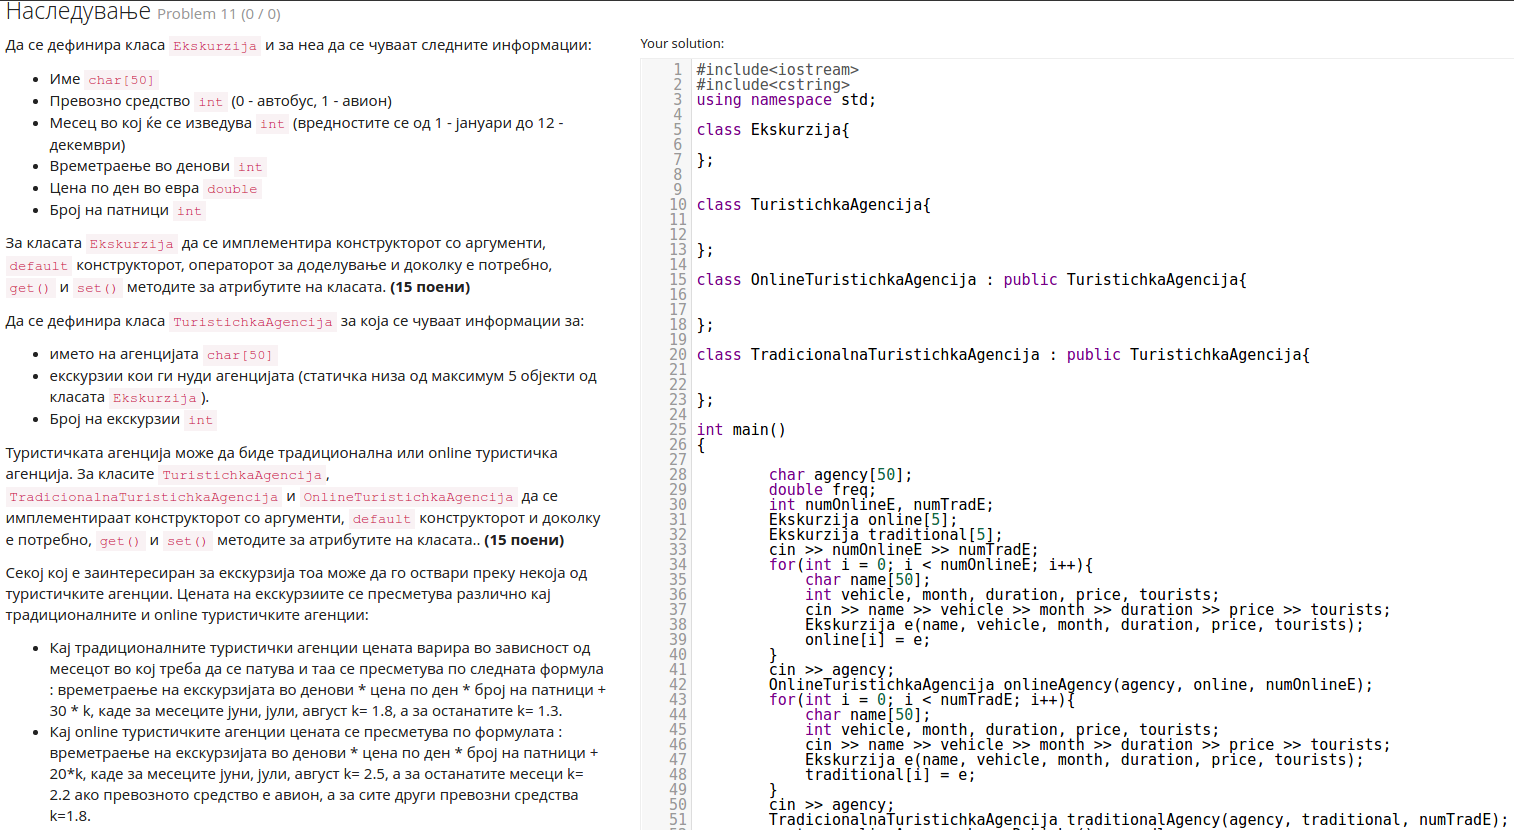 Наследување Problem 11 (0 / 0)
Да се дефинира класа Ekskurzija и за неа да се чуваат следните информации:
• Име char[50]
• Превозно средство int (0 - автобус, 1 - авион)
• Месец во кој ќе се изведува int (вредностите се од 1 - јануари до 12 -
декември)
• Времетраење во денови int
• Цена по ден во евра double
• Број на патници int
За класата Ekskurzija да се имплементира конструкторот со аргументи,
default конструкторот, операторот за доделување и доколку е потребно,
get() и set() методите за атрибутите на класата. (15 поени)
Да се дефинира класа TuristichkaAgencija за која се чуваат информации за:
• името на агенцијата char[50]
• екскурзии кои ги нуди агенцијата (статичка низа од максимум 5 објекти од
класата Ekskurzija ).
• Број на екскурзии int
Туристичката агенција може да биде традиционална или online туристичка
агенција. За класите TuristichkaAgencija ,
TradicionalnaTuristichkaAgencija и OnlineTuristichkaAgencija да се
имплементираат конструкторот со аргументи, default конструкторот и доколку
е потребно, get() и set() методите за атрибутите на класата.. (15 поени)
Секој кој е заинтересиран за екскурзија тоа може да го оствари преку некоја од
туристичките агенции. Цената на екскурзиите се пресметува различно кај
традиционалните и online туристичките агенции:
• Кај традиционалните туристички агенции цената варира во зависност од
месецот во кој треба да се патува и таа се пресметува по следната формула
: времетраење на екскурзијата во денови * цена по ден * број на патници +
30 * k, каде за месеците јуни, јули, август k= 1.8, а за останатите k= 1.3.
• Кај online туристичките агенции цената се пресметува по формулата :
времетраење на екскурзијата во денови * цена по ден * број на патници +
20*k, каде за месеците јуни, јули, август k= 2.5, а за останатите месеци k=
2.2 ако превозното средство е авион, а за сите други превозни средства
k=1.8.
Your solution:
1 #include<iostream>
2 #include<cstring>
3 using namespace std;
4
5 class Ekskurzija{
6
7 };
8
9
10 class TuristichkaAgencija{
11
12
13 };
14
15 class OnlineTuristichkaAgencija : public TuristichkaAgencija{
16
17
18 };
19
20 class TradicionalnaTuristichkaAgencija : public TuristichkaAgencija{
21
22
23 };
24
25 int main()
26 {
27
28 char agency[50];
29 double freq;
30 int numOnlineE, numTradE;
31 Ekskurzija online[5];
32 Ekskurzija traditional[5];
33 cin >> numOnlineE >> numTradE;
34 for(int i = 0; i < numOnlineE; i++){
35 char name[50];
36 int vehicle, month, duration, price, tourists;
37 cin >> name >> vehicle >> month >> duration >> price >> tourists;
38 Ekskurzija e(name, vehicle, month, duration, price, tourists);
39 online[i] = e;
40 }
41 cin >> agency;
42 OnlineTuristichkaAgencija onlineAgency(agency, online, numOnlineE);
43 for(int i = 0; i < numTradE; i++){
44 char name[50];
45 int vehicle, month, duration, price, tourists;
46 cin >> name >> vehicle >> month >> duration >> price >> tourists;
47 Ekskurzija e(name, vehicle, month, duration, price, tourists);
48 traditional[i] = e;
49 }
50 cin >> agency;
51 TradicionalnaTuristichkaAgencija traditionalAgency(agency, traditional, numTradE);